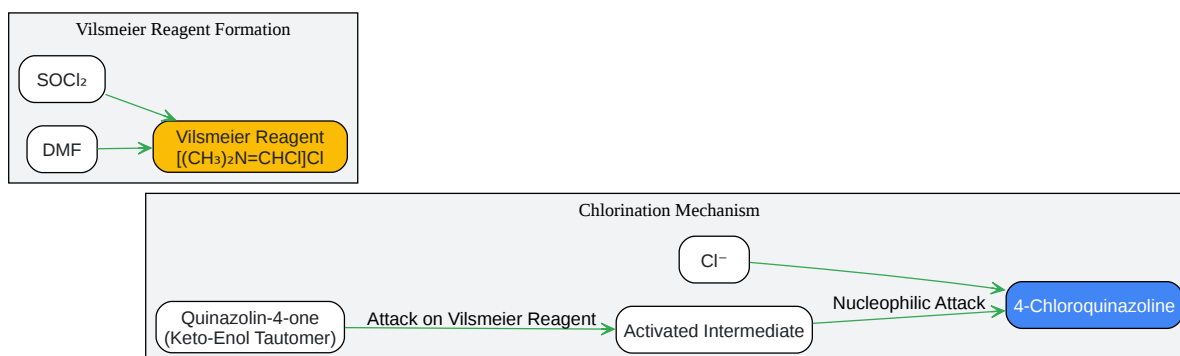 Vilsmeier Reagent Formation
SOCl₂
DMF
Vilsmeier Reagent
[(CH₃)₂N=CHCl]Cl
Chlorination Mechanism
Cl⁻
Quinazolin-4-one
(Keto-Enol Tautomer)
Attack on Vilsmeier Reagent
Activated Intermediate
Nucleophilic Attack
4-Chloroquinazoline